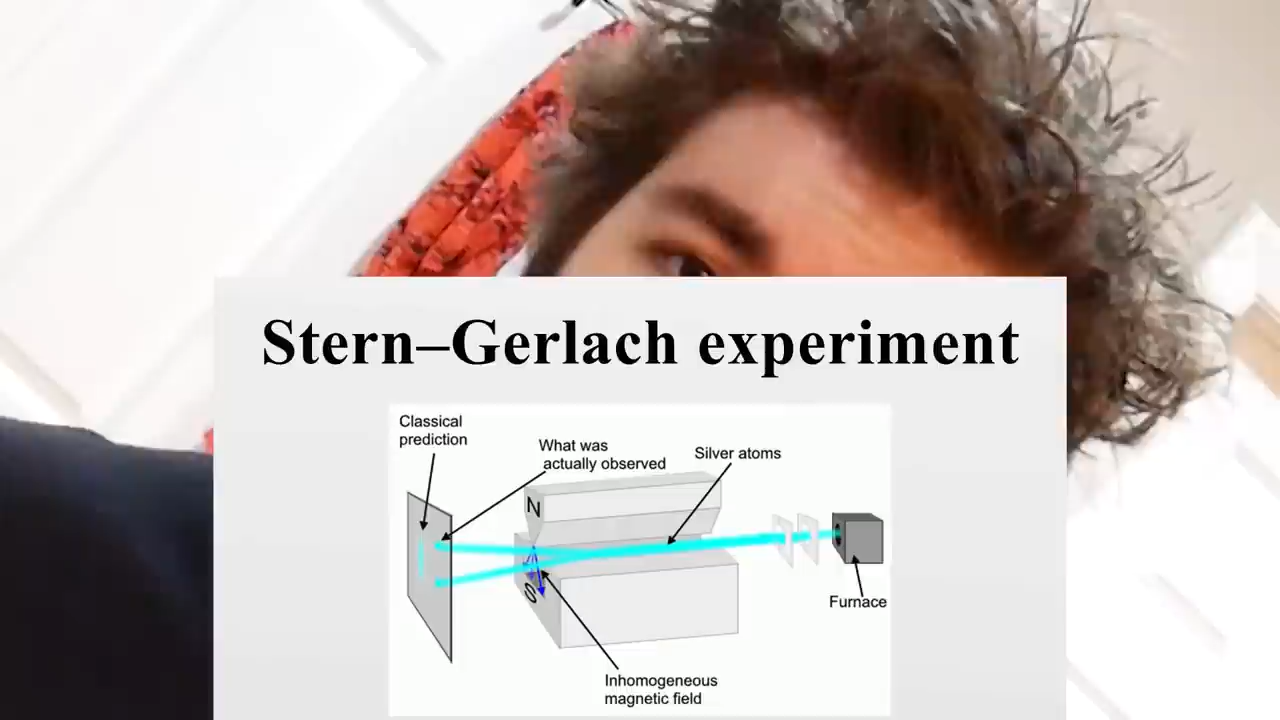 Stern–Gerlach experiment
Classical
prediction
What was
actually observed
Silver atoms
N
S
Furnace
Inhomogeneous
magnetic field